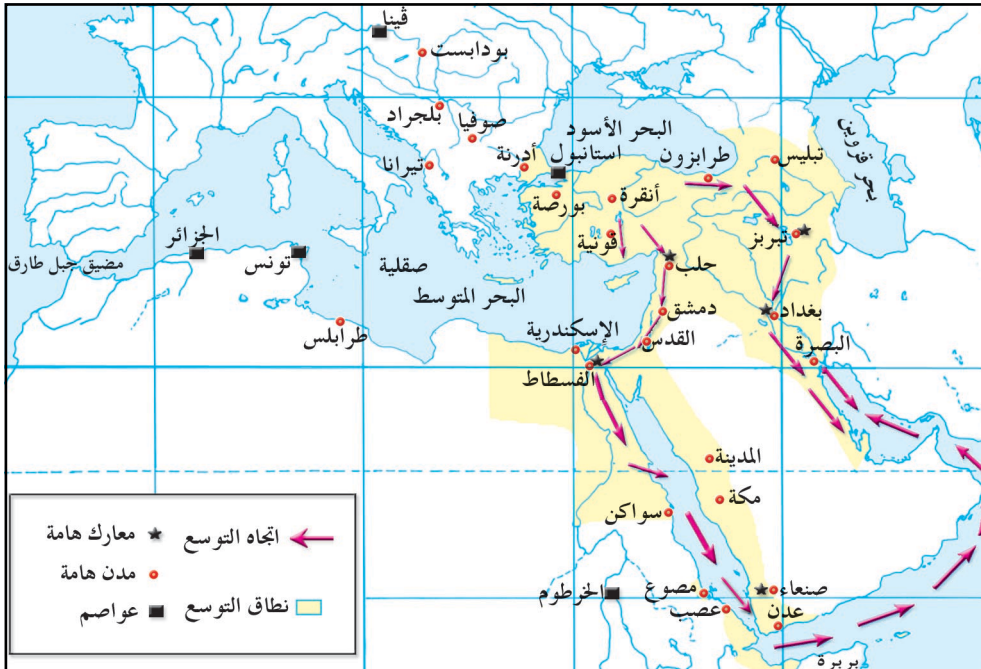 ڤينا
بودابست
بلجراد
صوفيا
تيرانا
أدرنة
البحر الأسود
استانبول
طرابزون
تبليس
بحر قزوين
بورصة
أنقرة
قونية
تبريز
الجزائر
تونس
مضيق جبل طارق
صقلية
البحر المتوسط
حلب
دمشق
بغداد
طرابلس
الإسكندرية
القدس
البصرة
الفسطاط
المدينة
مكة
سواكن
الخرطوم
مصوع
عصب
صنعاء
عدن
بربرة
اتجاه التوسع
معارك هامة
مدن هامة
نطاق التوسع
عواصم